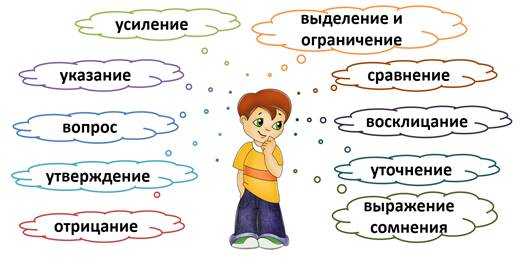 усиление
выделение и
ограничение
указание
сравнение
вопрос
восклицание
утверждение
уточнение
отрицание
выражение
сомнения